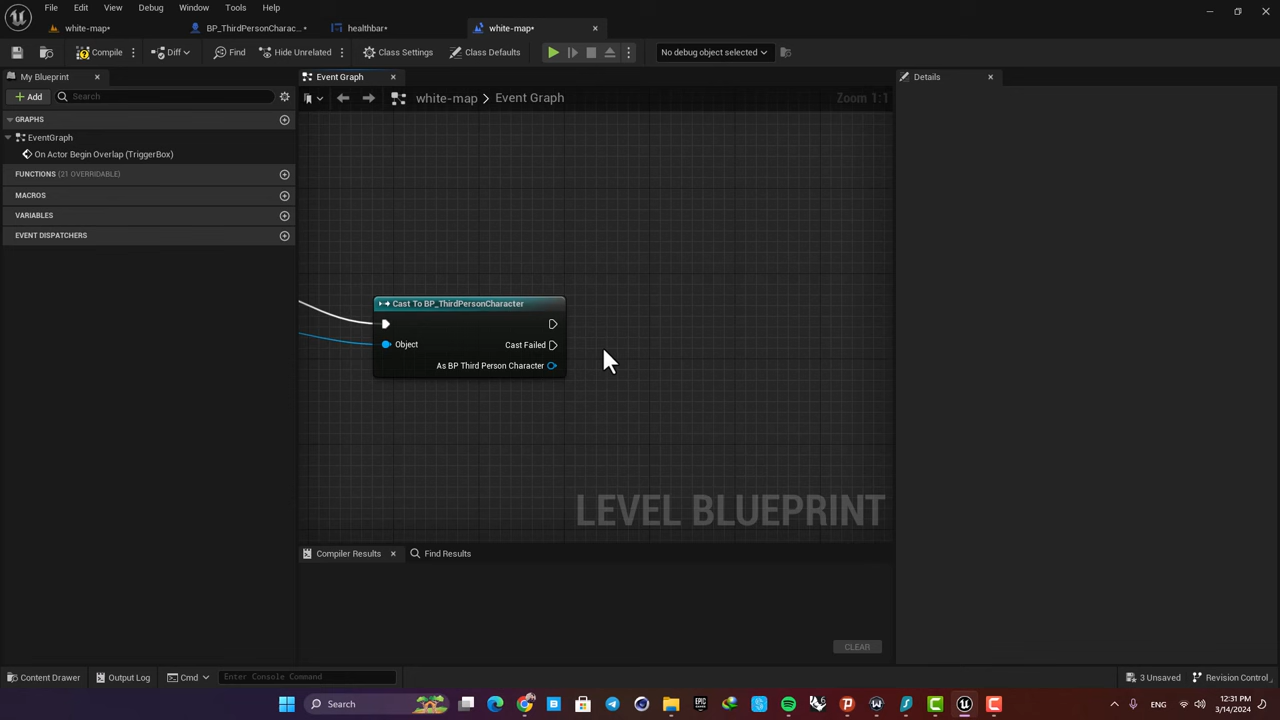 File Edit View Window Debug Tools Help
white-map• BP_ThirdPersonCharac…• healthbar• white-map•
Compile Diff Find Hide Unrelated Class Settings Class Defaults No debug object selected
My Blueprint Event Graph Details
Add Search white-map > Event Graph Zoom 1:1
GRAPHS
EventGraph
On Actor Begin Overlap (TriggerBox)
FUNCTIONS (21 OVERRIDABLE)
MACROS
VARIABLES
EVENT DISPATCHERS
Cast To BP_ThirdPersonCharacter
Object Cast Failed
As BP Third Person Character
LEVEL BLUEPRINT
Compiler Results Find Results
CLEAR
Content Drawer Output Log Cmd Enter Console Command 3 Unsaved Revision Control
Search
12:31 PM
3/14/2024